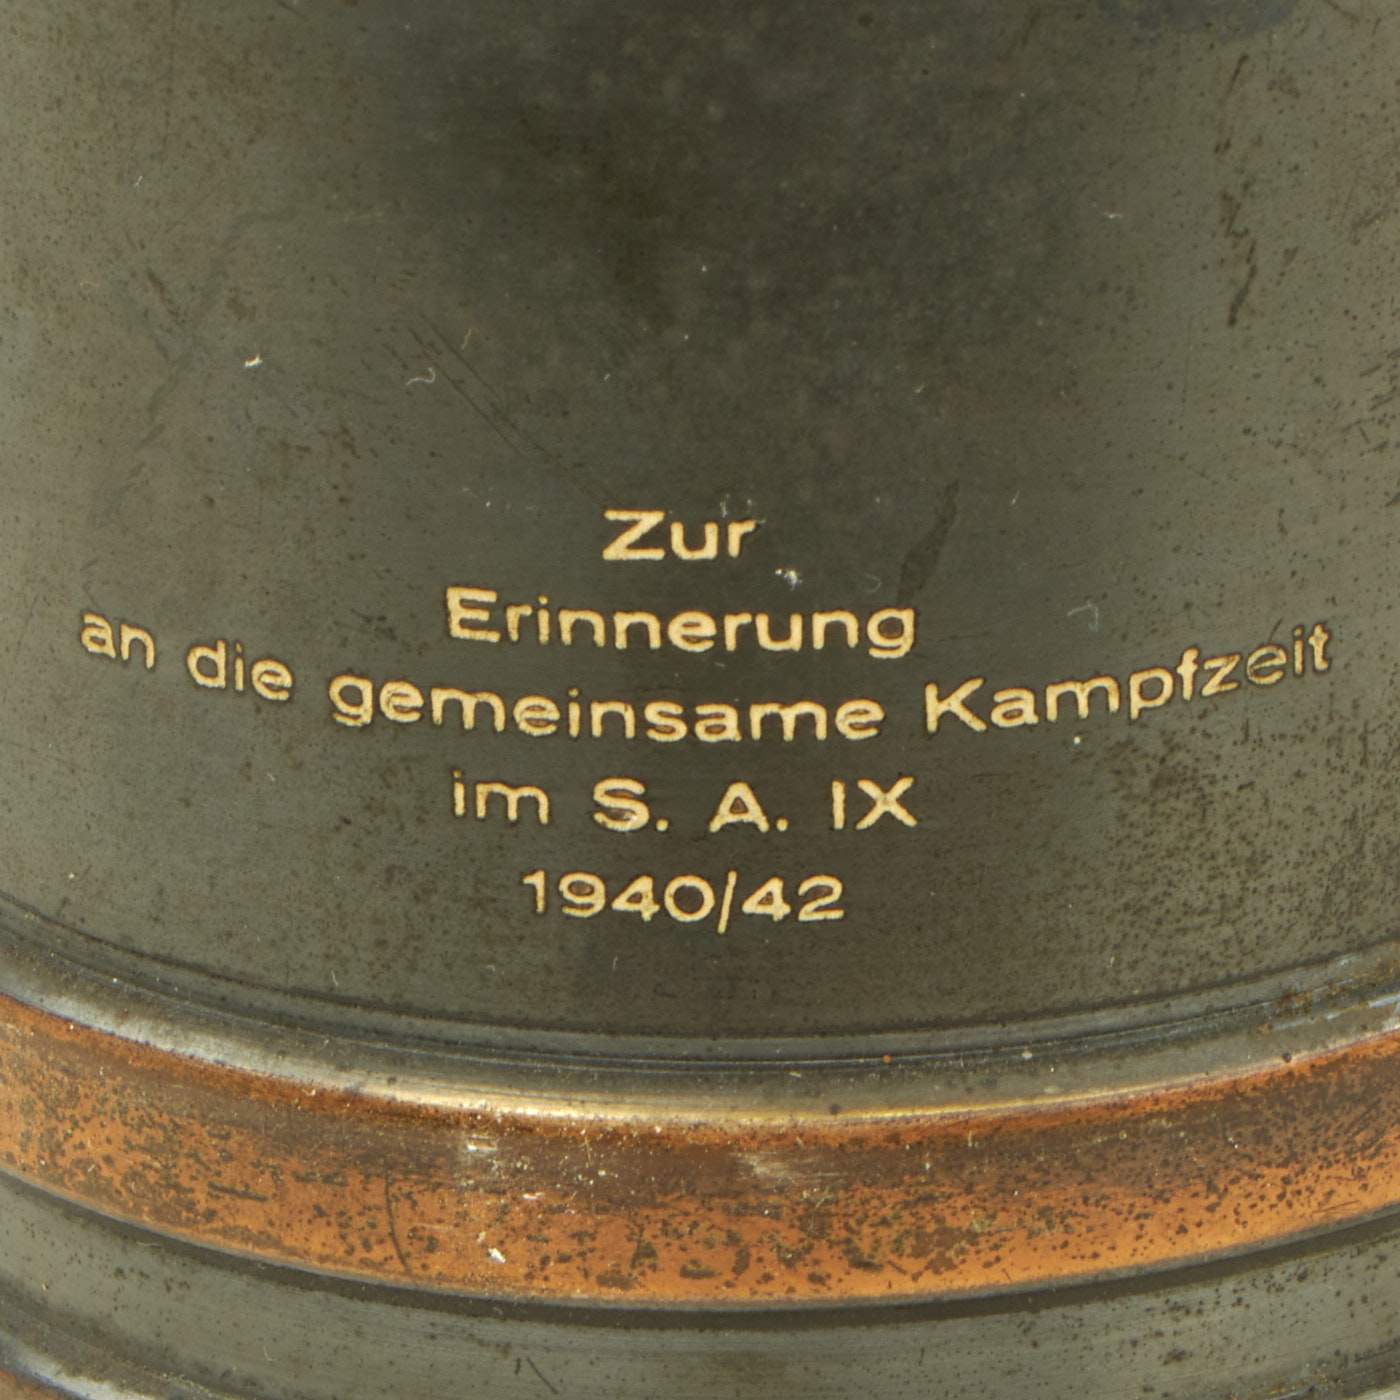 Zur
Erinnerung
an die gemeinsame Kampfzeit
im S. A. IX
1940/42